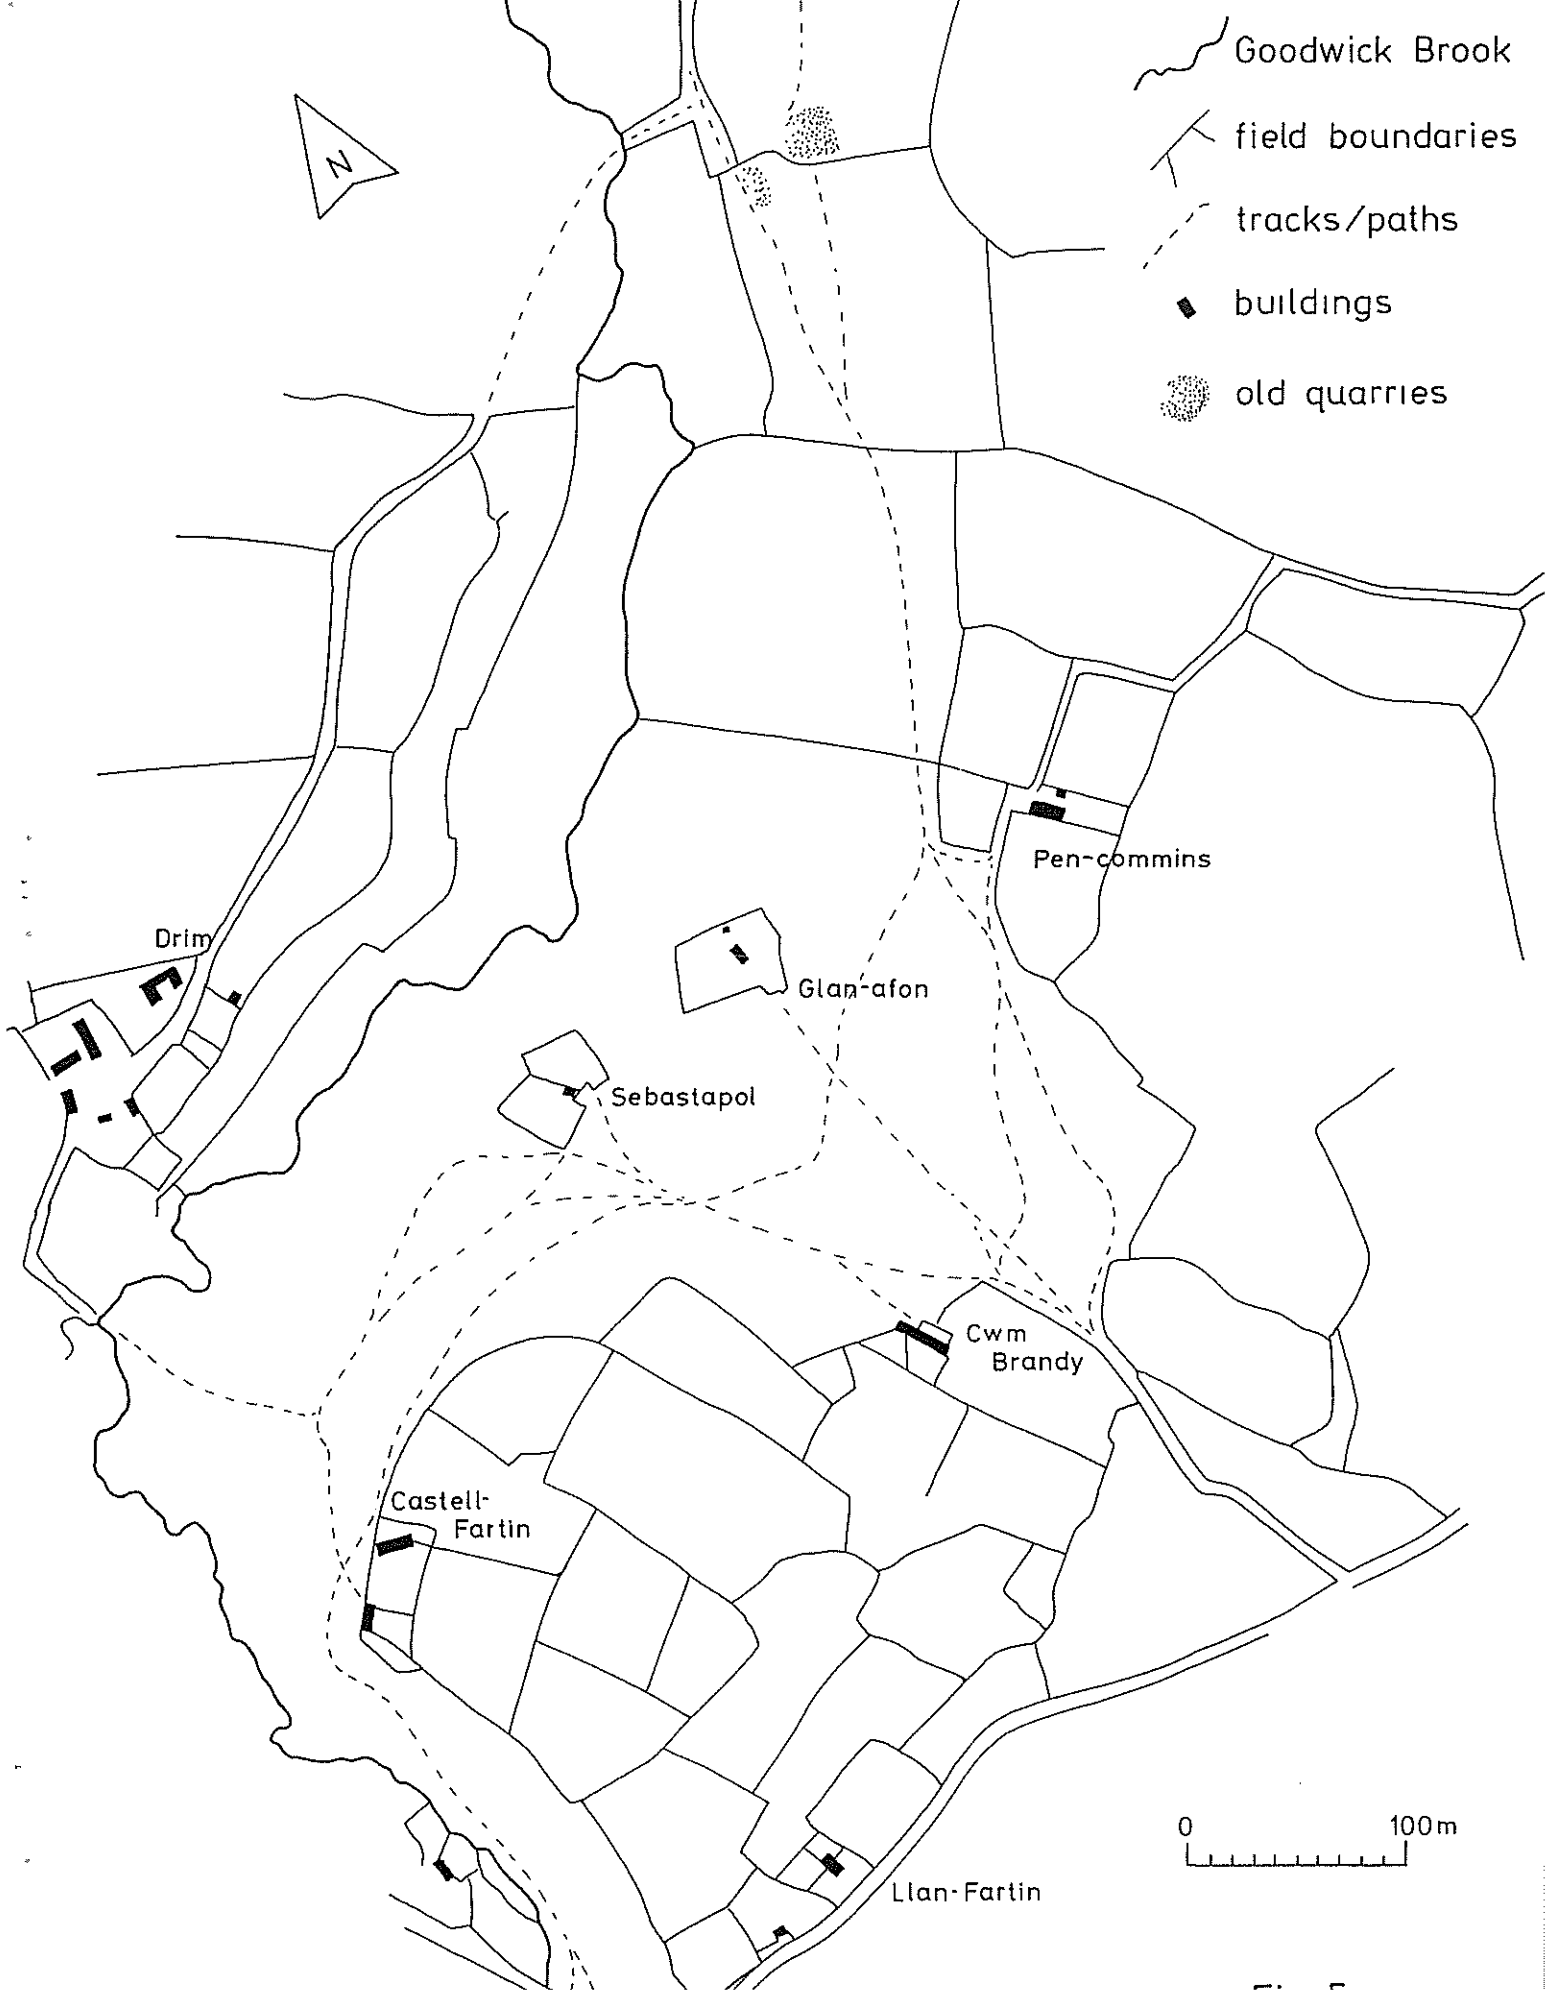 Goodwick Brook
N
field boundaries
tracks/paths
buildings
old quarries
Pen-commins
Drim
Glan-afon
Sebastapol
Cwm
Brandy
Castell-
Fartin
0 100m
Llan-Fartin